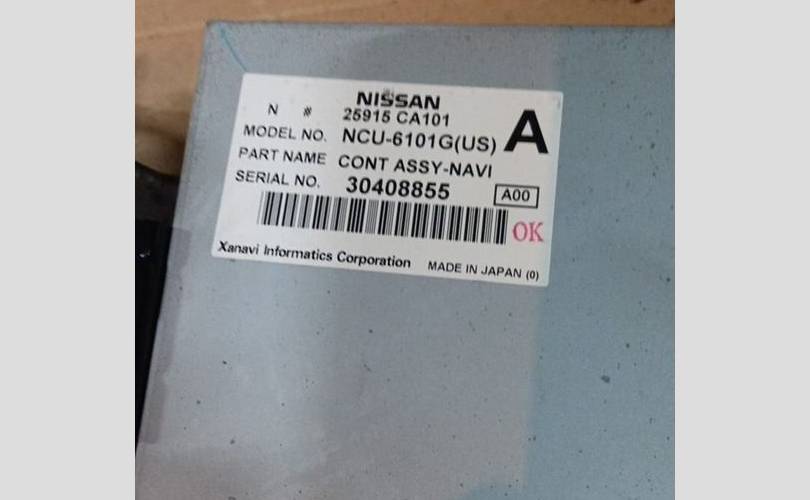 NISSAN
N # 25915 CA101
A
MODEL NO. NCU-6101G(US)
PART NAME CONT ASSY-NAVI
SERIAL NO. 30408855
A00
OK
Xanavi Informatics Corporation MADE IN JAPAN (0)